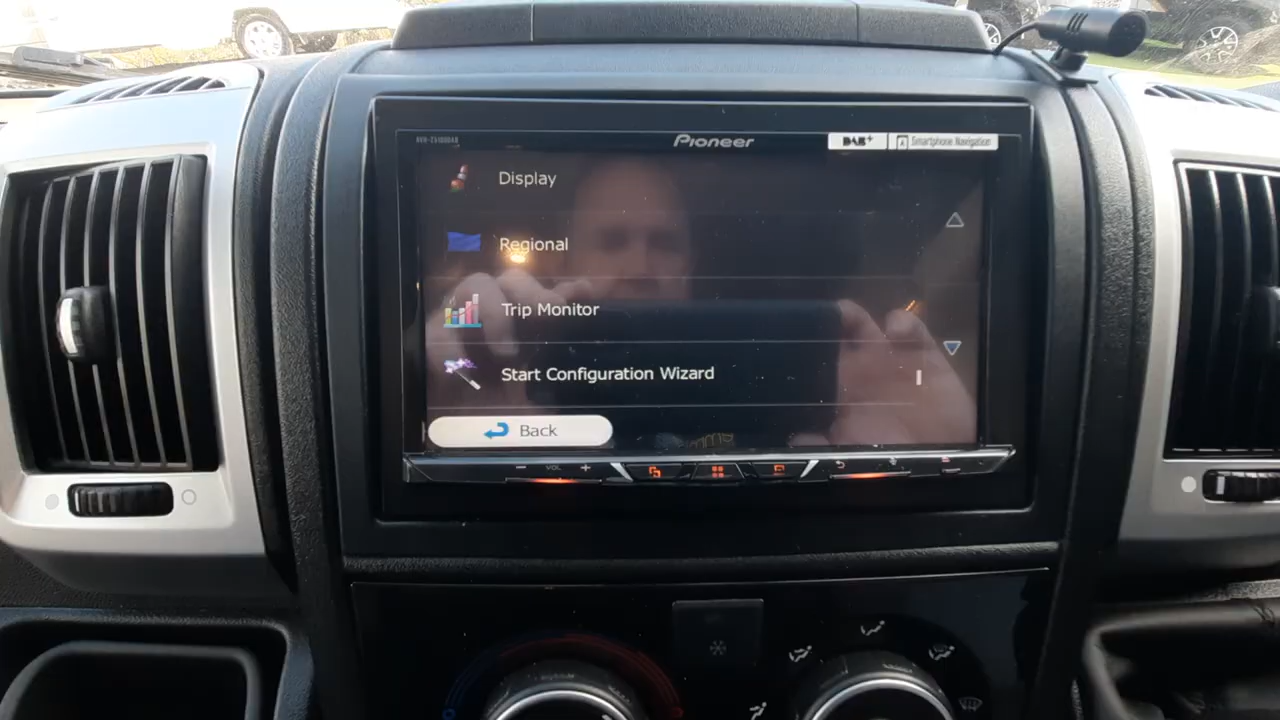 Pioneer
DAB+
Smartphone Navigation
Display
Regional
Trip Monitor
Start Configuration Wizard
Back
VOL